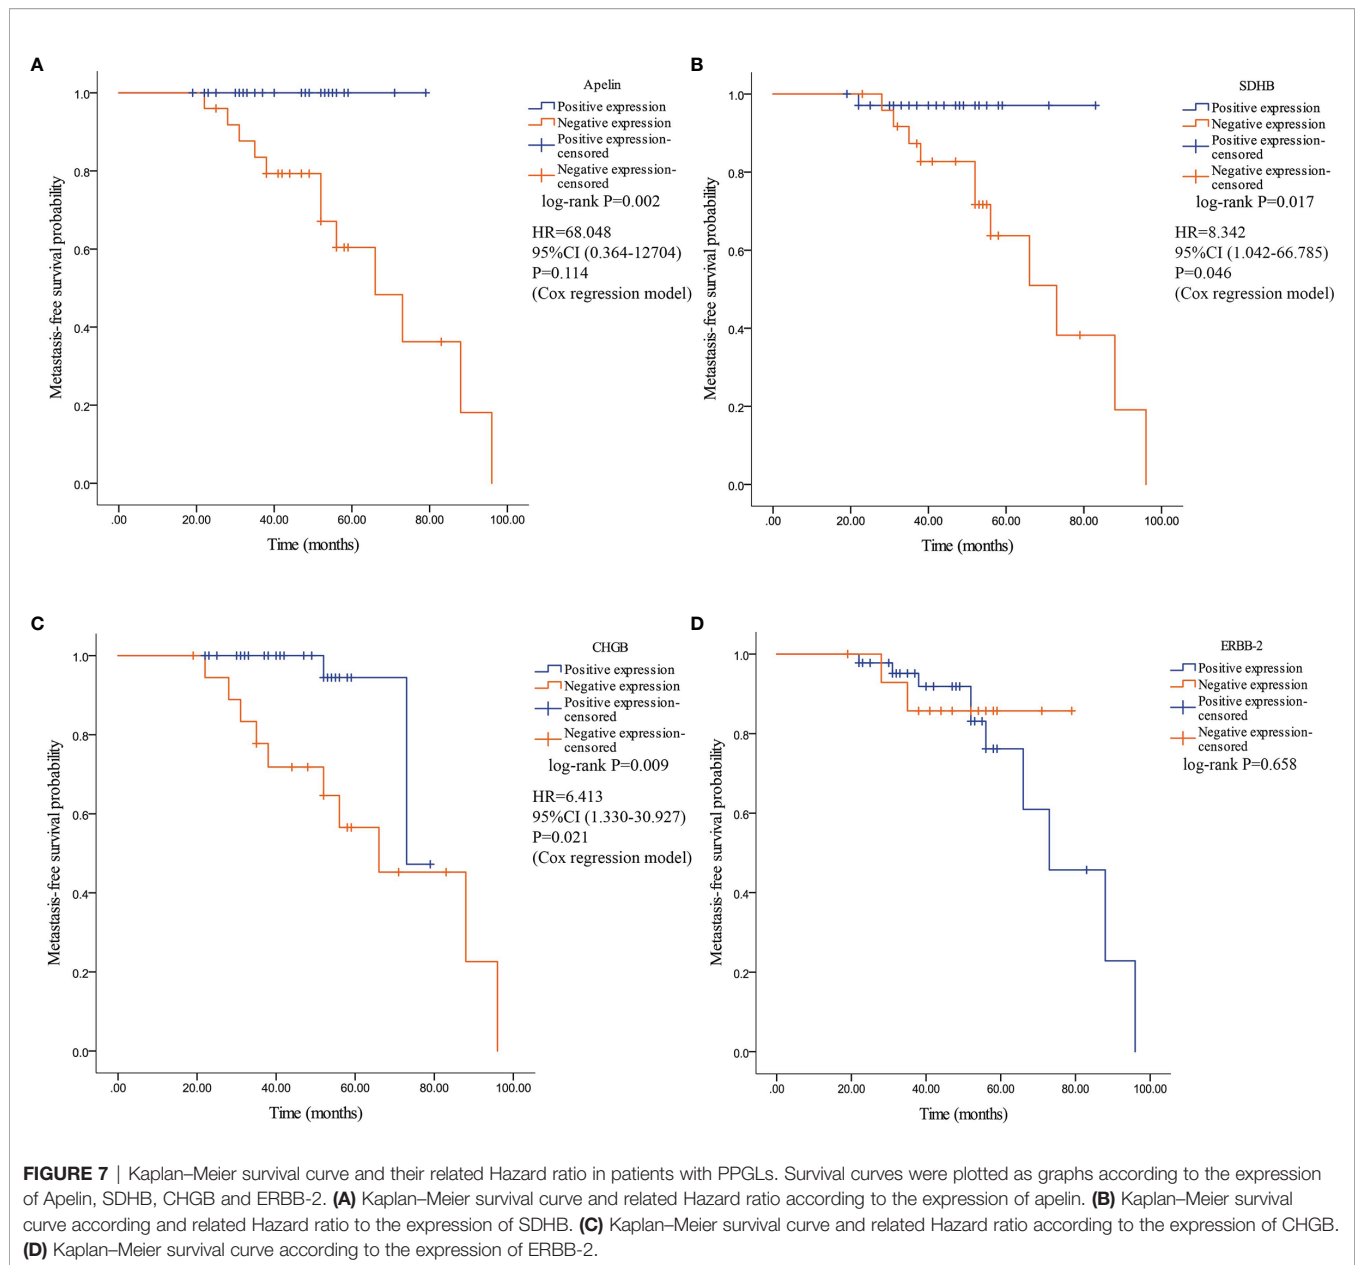 A
Apelin
Positive expression
Negative expression
Positive expression-
censored
Negative expression-
censored
log-rank P=0.002
HR=68.048
95%CI (0.364-12704)
P=0.114
(Cox regression model)
Metastasis-free survival probability
1.0
0.8
0.6
0.4
0.2
0.0
.00 20.00 40.00 60.00 80.00 100.00
Time (months)
B
SDHB
Positive expression
Negative expression
Positive expression-
censored
Negative expression-
censored
log-rank P=0.017
HR=8.342
95%CI (1.042-66.785)
P=0.046
(Cox regression model)
Metastasis-free survival probability
1.0
0.8
0.6
0.4
0.2
0.0
.00 20.00 40.00 60.00 80.00 100.00
Time (months)
C
CHGB
Positive expression
Negative expression
Positive expression-
censored
Negative expression-
censored
log-rank P=0.009
HR=6.413
95%CI (1.330-30.927)
P=0.021
(Cox regression model)
Metastasis-free survival probability
1.0
0.8
0.6
0.4
0.2
0.0
.00 20.00 40.00 60.00 80.00 100.00
Time (months)
D
ERBB-2
Positive expression
Negative expression
Positive expression-
censored
Negative expression-
censored
log-rank P=0.658
Metastasis-free survival probability
1.0
0.8
0.6
0.4
0.2
0.0
.00 20.00 40.00 60.00 80.00 100.00
Time (months)
FIGURE 7 | Kaplan–Meier survival curve and their related Hazard ratio in patients with PPGLs. Survival curves were plotted as graphs according to the expression
of Apelin, SDHB, CHGB and ERBB-2. (A) Kaplan–Meier survival curve and related Hazard ratio according to the expression of apelin. (B) Kaplan–Meier survival
curve according and related Hazard ratio to the expression of SDHB. (C) Kaplan–Meier survival curve and related Hazard ratio according to the expression of CHGB.
(D) Kaplan–Meier survival curve according to the expression of ERBB-2.